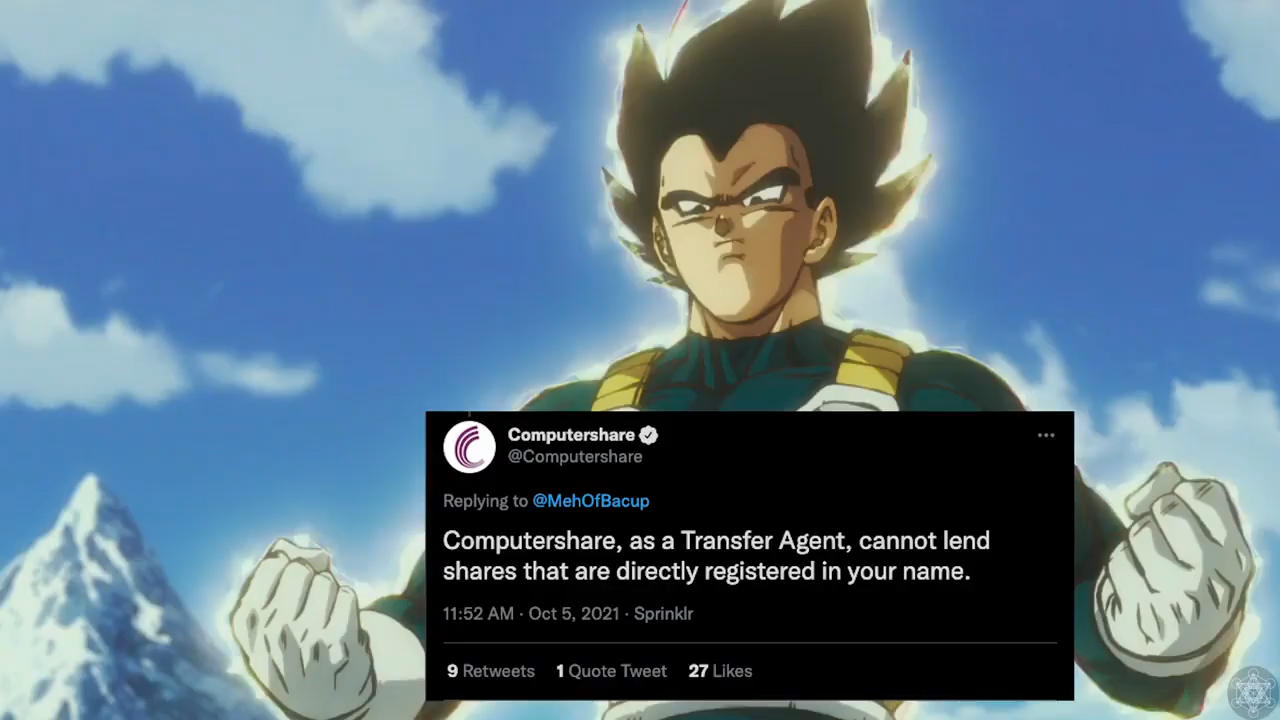 Computershare
@Computershare
Replying to @MehOfBacup
Computershare, as a Transfer Agent, cannot lend
shares that are directly registered in your name.
11:52 AM · Oct 5, 2021 · Sprinklr
9 Retweets 1 Quote Tweet 27 Likes